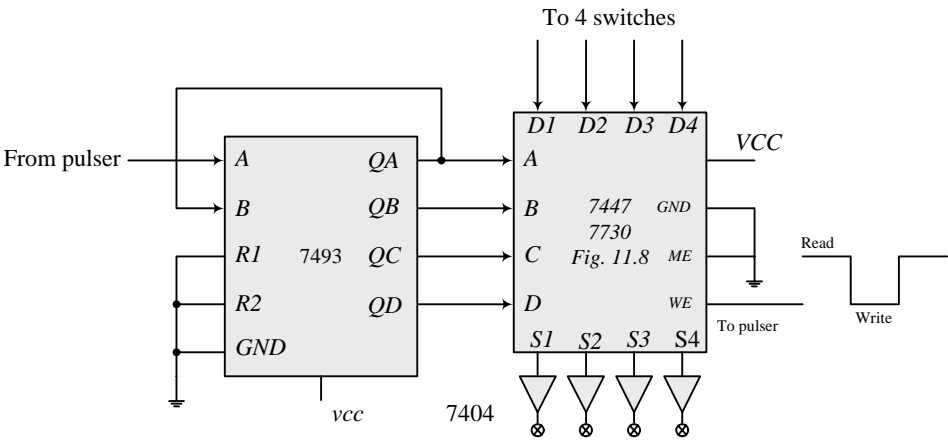 To 4 switches
D1 D2 D3 D4
From pulser
A QA
B QB
R1 7493 QC
R2 QD
GND
vcc
A VCC
B 7447 GND
7730
C Fig. 11.8 ME
D WE
S1 S2 S3 S4
To pulser
Read
Write
7404